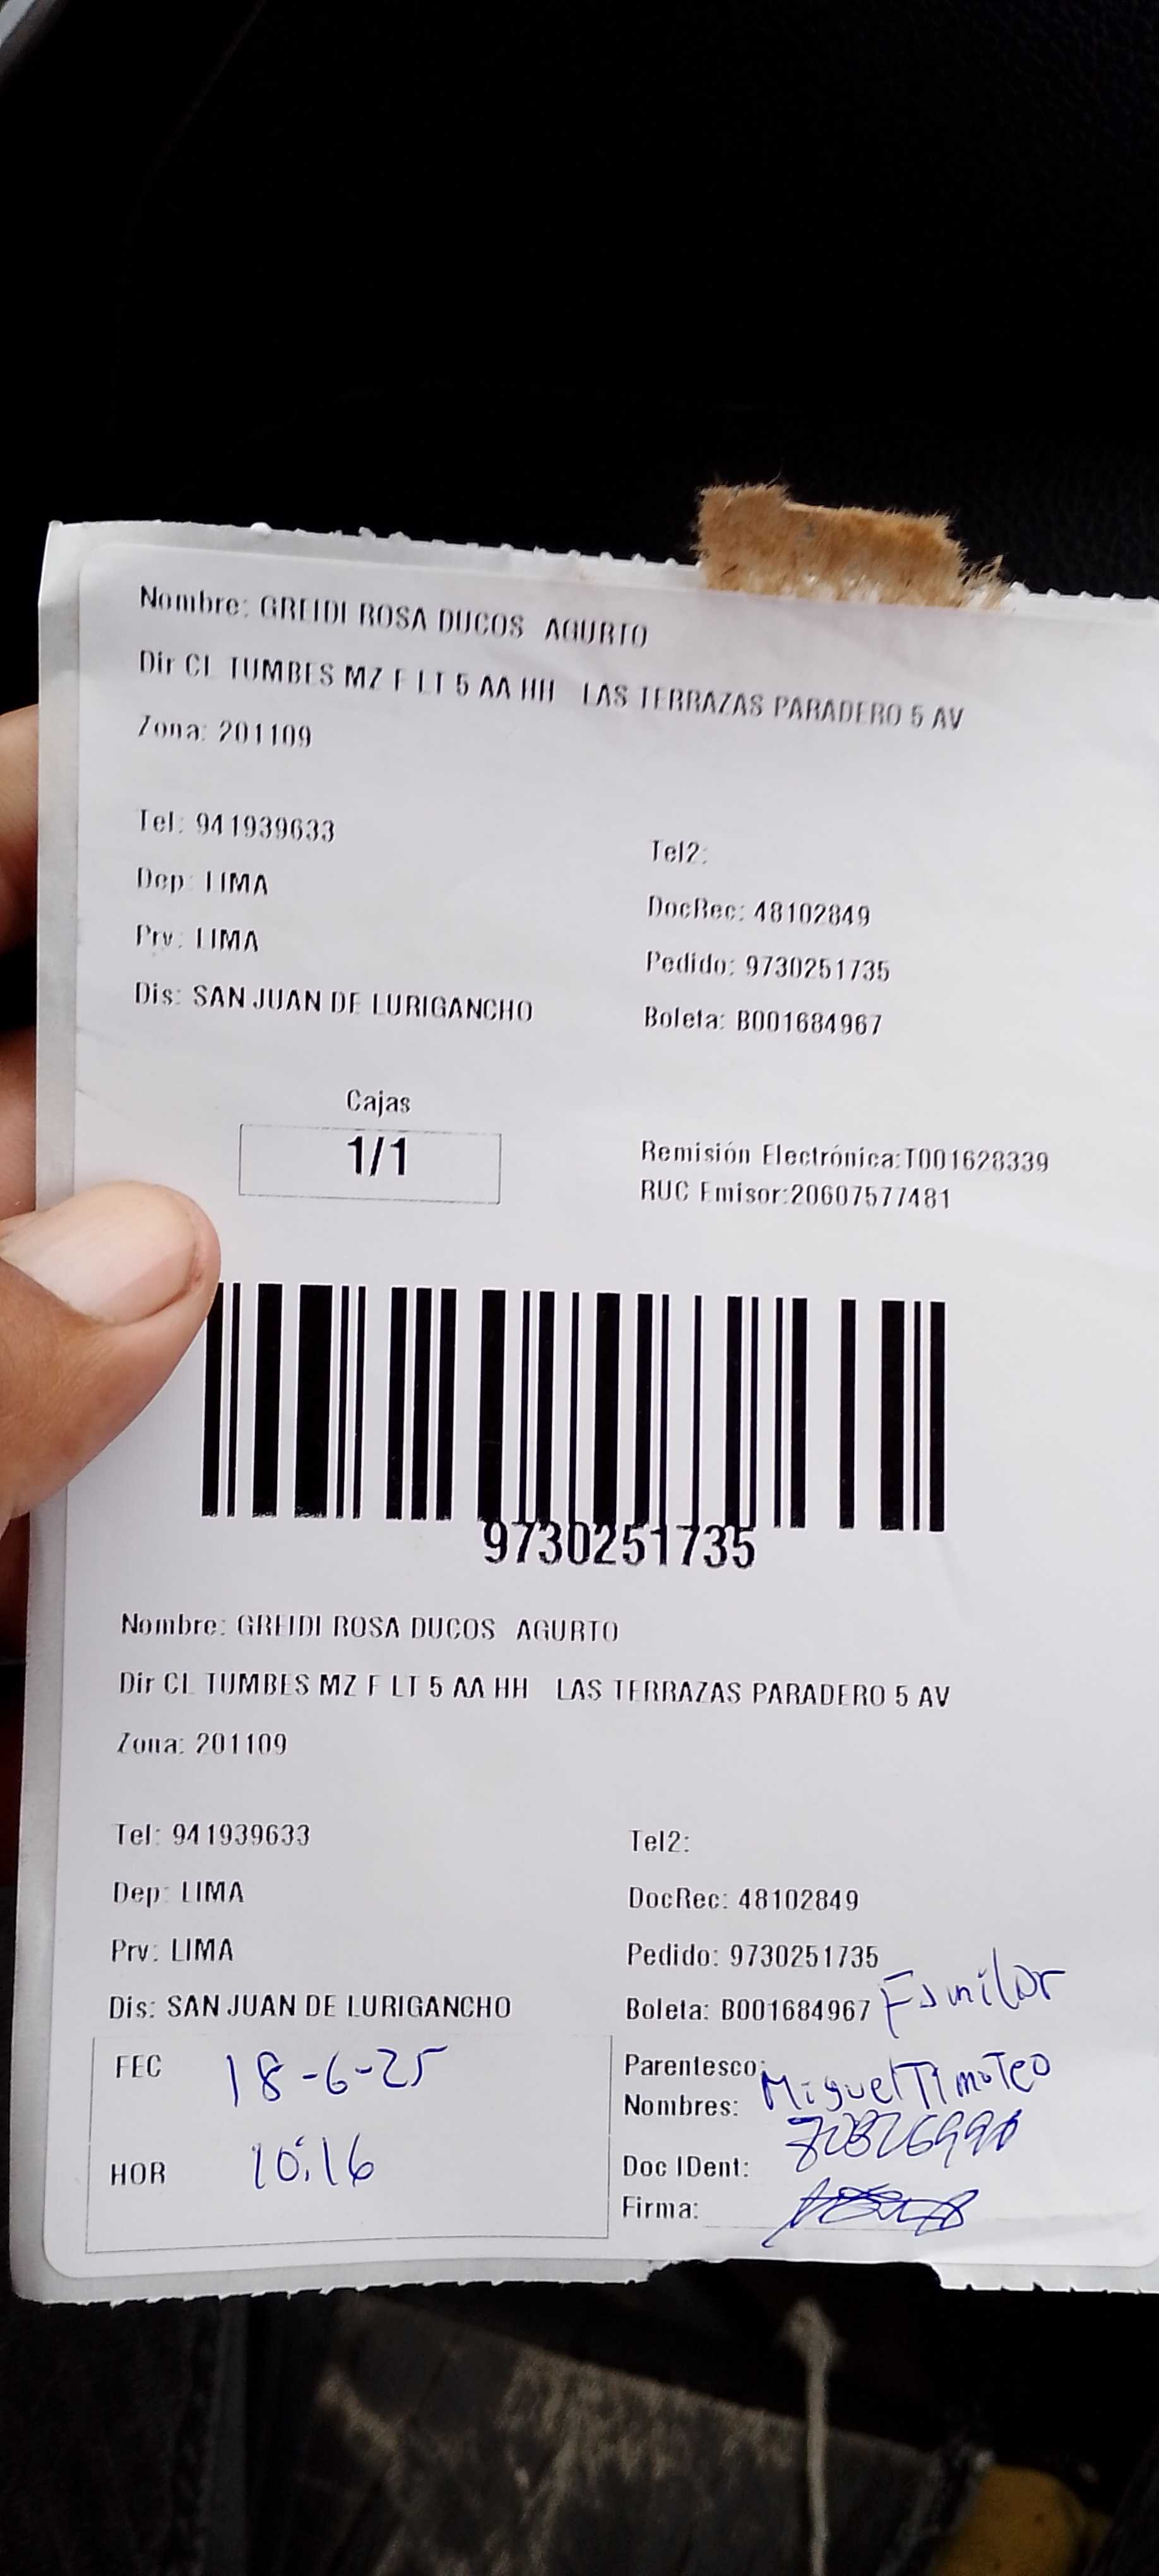 Nombre: GREIDI ROSA DUCOS AGURTO
Dir CL TUMBES MZ F LT 5 AA HH LAS TERRAZAS PARADERO 5 AV
Zona: 201109
Tel: 941939633
Tel2:
Dep: LIMA
DocRec: 48102849
Prv: LIMA
Pedido: 9730251735
Dis: SAN JUAN DE LURIGANCHO
Boleta: B001684967
Cajas
1/1
Remisión Electrónica:T001628339
RUC Emisor:20607577481
9730251735
Nombre: GREIDI ROSA DUCOS AGURTO
Dir CL TUMBES MZ F LT 5 AA HH LAS TERRAZAS PARADERO 5 AV
Zona: 201109
Tel: 941939633
Tel2:
Dep: LIMA
DocRec: 48102849
Prv: LIMA
Pedido: 9730251735
Dis: SAN JUAN DE LURIGANCHO
Boleta: B001684967
Familiar
FEC 18-6-25
Parentesco:
Nombres: Miguel Timoteo
HOR 10:16
Doc IDent:
Firma: